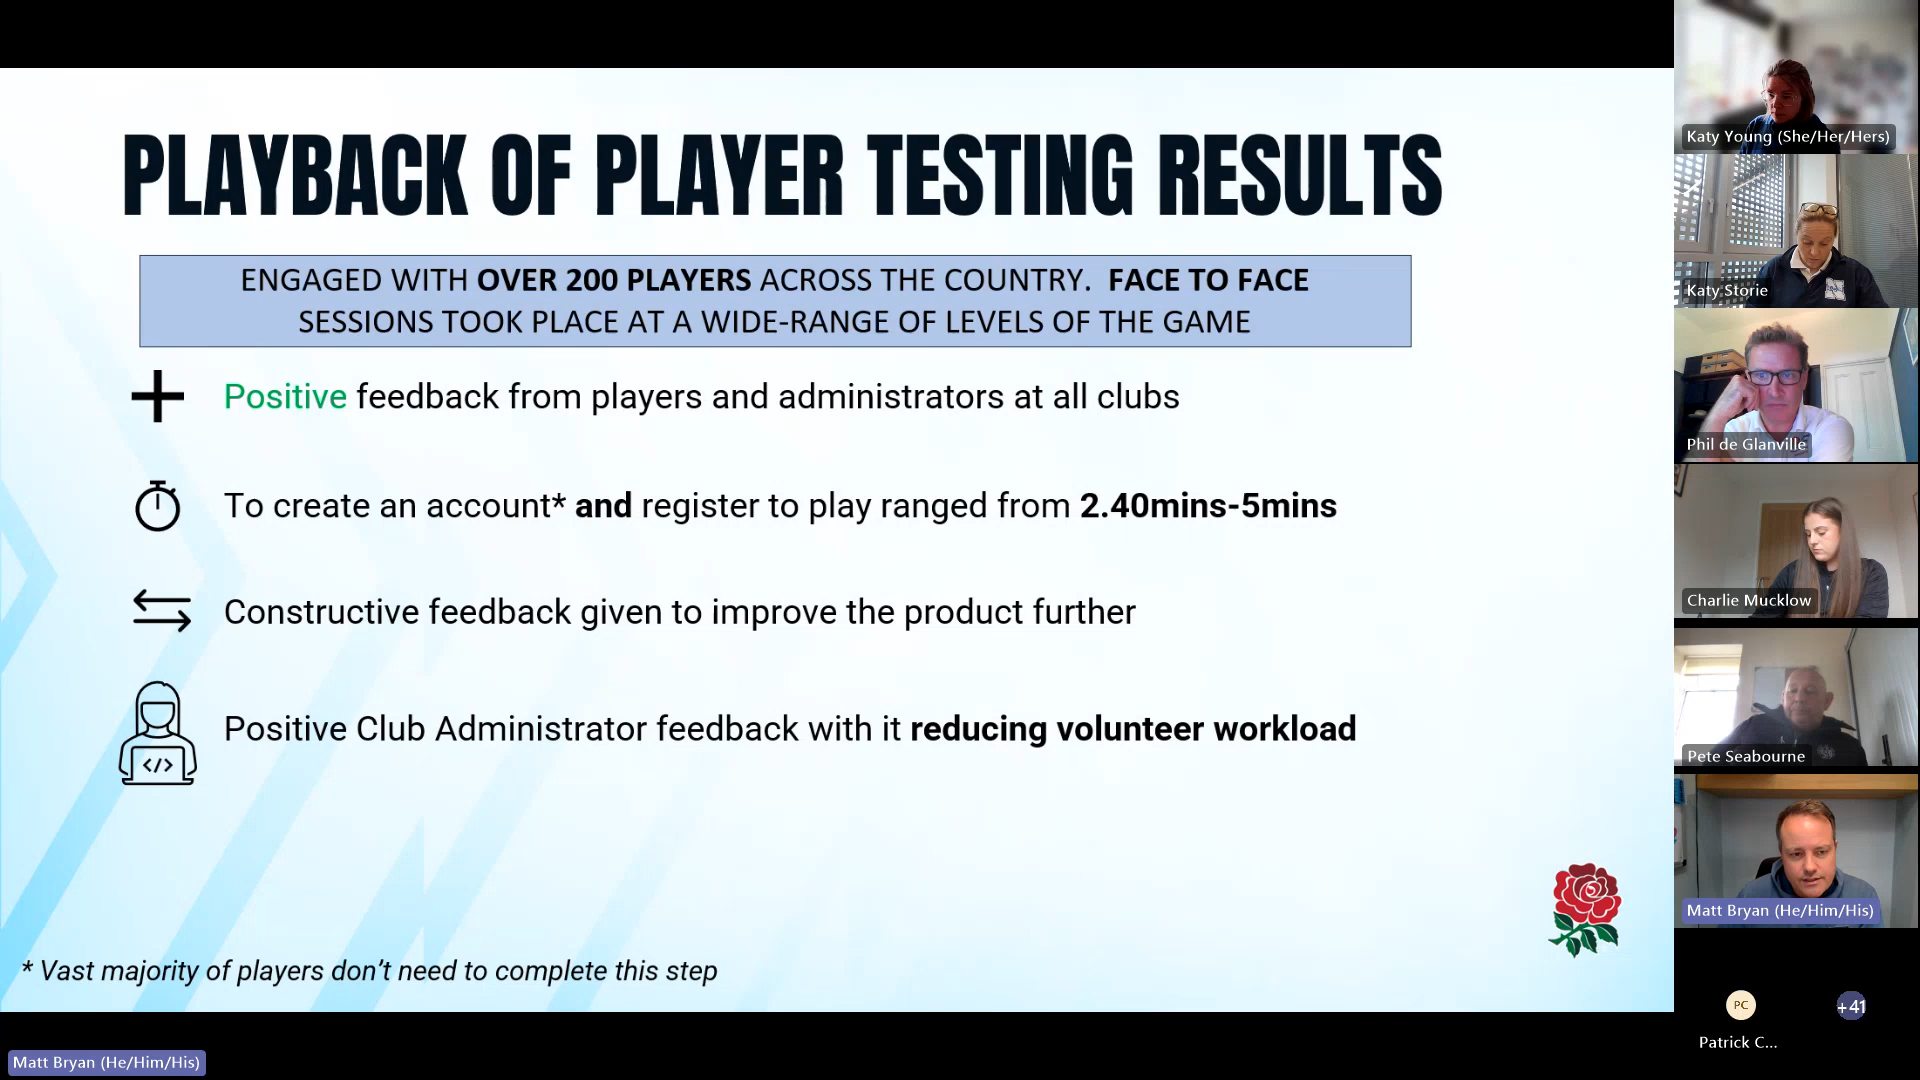 PLAYBACK OF PLAYER TESTING RESULTS
ENGAGED WITH OVER 200 PLAYERS ACROSS THE COUNTRY. FACE TO FACE
SESSIONS TOOK PLACE AT A WIDE-RANGE OF LEVELS OF THE GAME
Positive feedback from players and administrators at all clubs
To create an account* and register to play ranged from 2.40mins-5mins
Constructive feedback given to improve the product further
</>
Positive Club Administrator feedback with it reducing volunteer workload
* Vast majority of players don’t need to complete this step
Matt Bryan (He/Him/His)
Katy Young (She/Her/Hers)
Katy Storie
Phil de Glanville
Charlie Mucklow
Pete Seabourne
Matt Bryan (He/Him/His)
PC
+41
Patrick C...